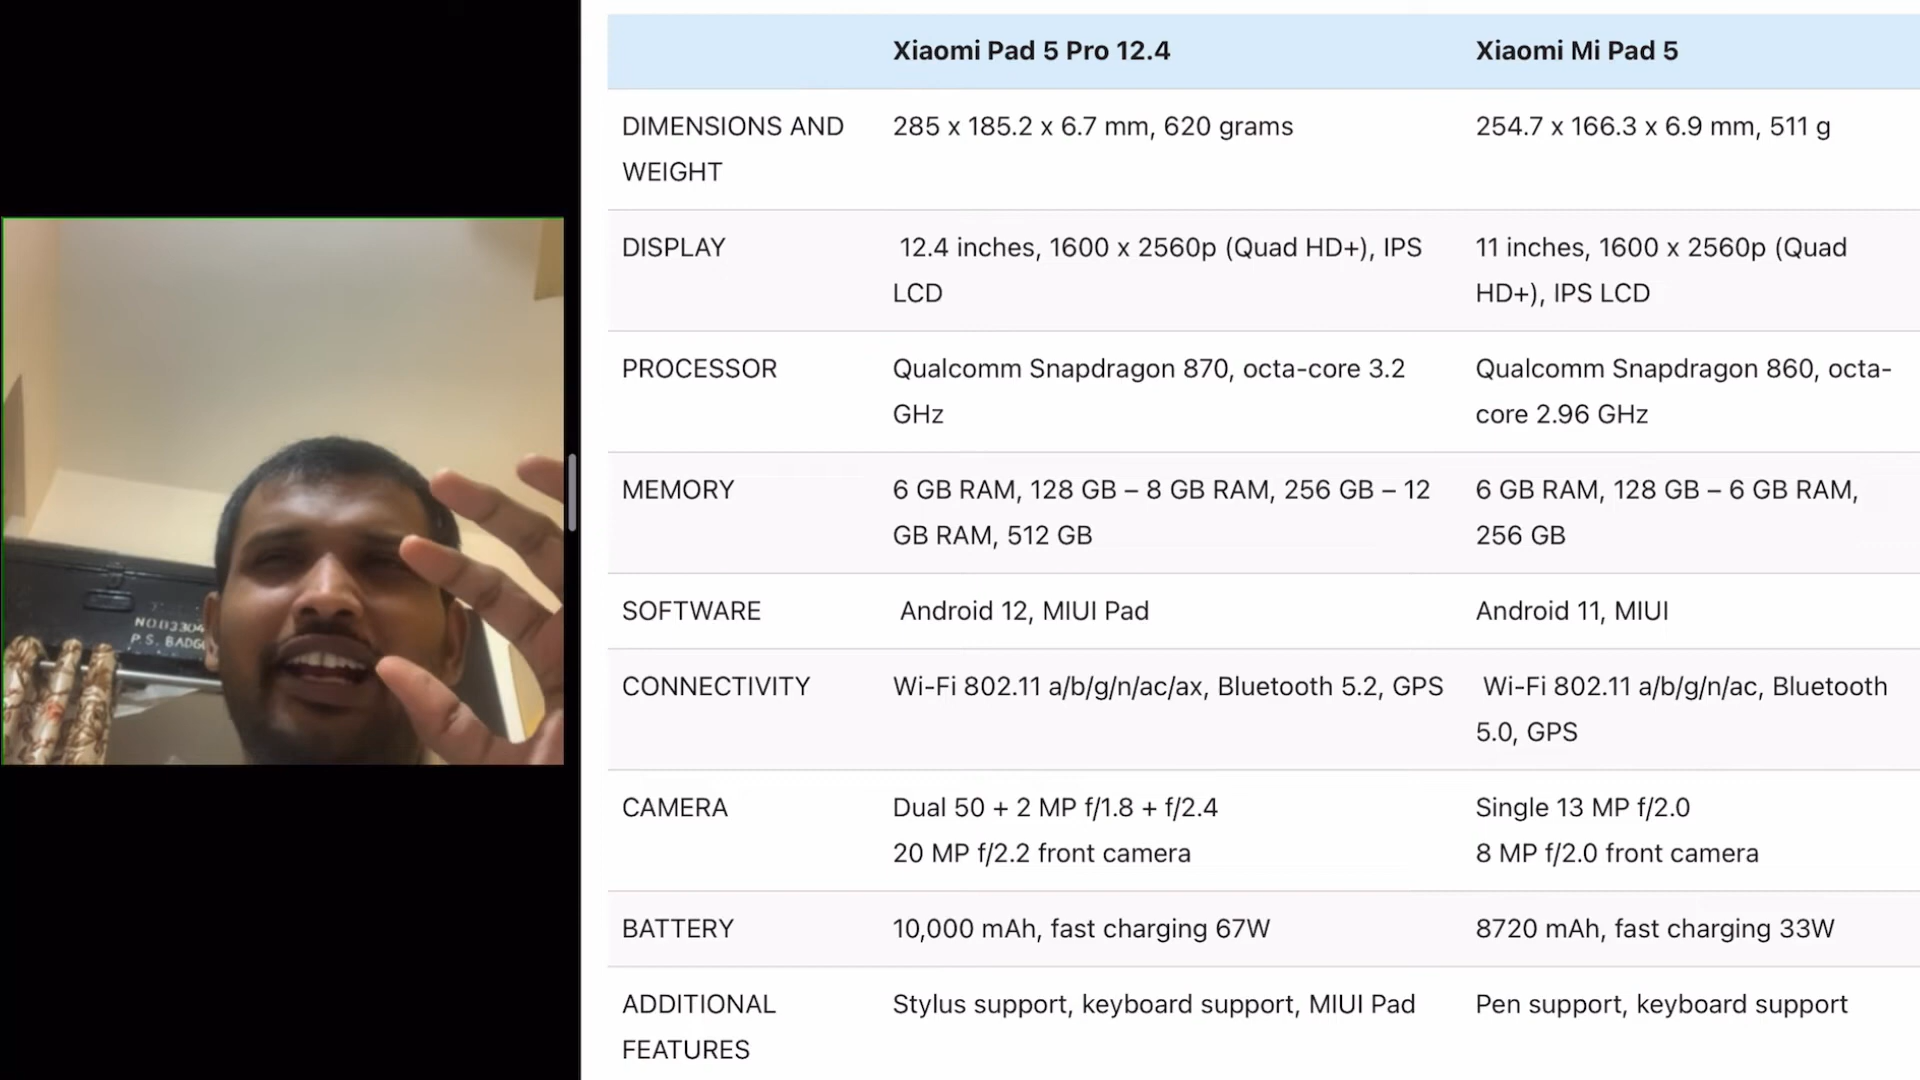 Xiaomi Pad 5 Pro 12.4 Xiaomi Mi Pad 5
DIMENSIONS AND WEIGHT 285 x 185.2 x 6.7 mm, 620 grams 254.7 x 166.3 x 6.9 mm, 511 g
DISPLAY 12.4 inches, 1600 x 2560p (Quad HD+), IPS LCD 11 inches, 1600 x 2560p (Quad HD+), IPS LCD
PROCESSOR Qualcomm Snapdragon 870, octa-core 3.2 GHz Qualcomm Snapdragon 860, octa-core 2.96 GHz
MEMORY 6 GB RAM, 128 GB – 8 GB RAM, 256 GB – 12 GB RAM, 512 GB 6 GB RAM, 128 GB – 6 GB RAM, 256 GB
SOFTWARE Android 12, MIUI Pad Android 11, MIUI
CONNECTIVITY Wi-Fi 802.11 a/b/g/n/ac/ax, Bluetooth 5.2, GPS Wi-Fi 802.11 a/b/g/n/ac, Bluetooth 5.0, GPS
CAMERA Dual 50 + 2 MP f/1.8 + f/2.4 Single 13 MP f/2.0
20 MP f/2.2 front camera 8 MP f/2.0 front camera
BATTERY 10,000 mAh, fast charging 67W 8720 mAh, fast charging 33W
ADDITIONAL FEATURES Stylus support, keyboard support, MIUI Pad Pen support, keyboard support
P.S.